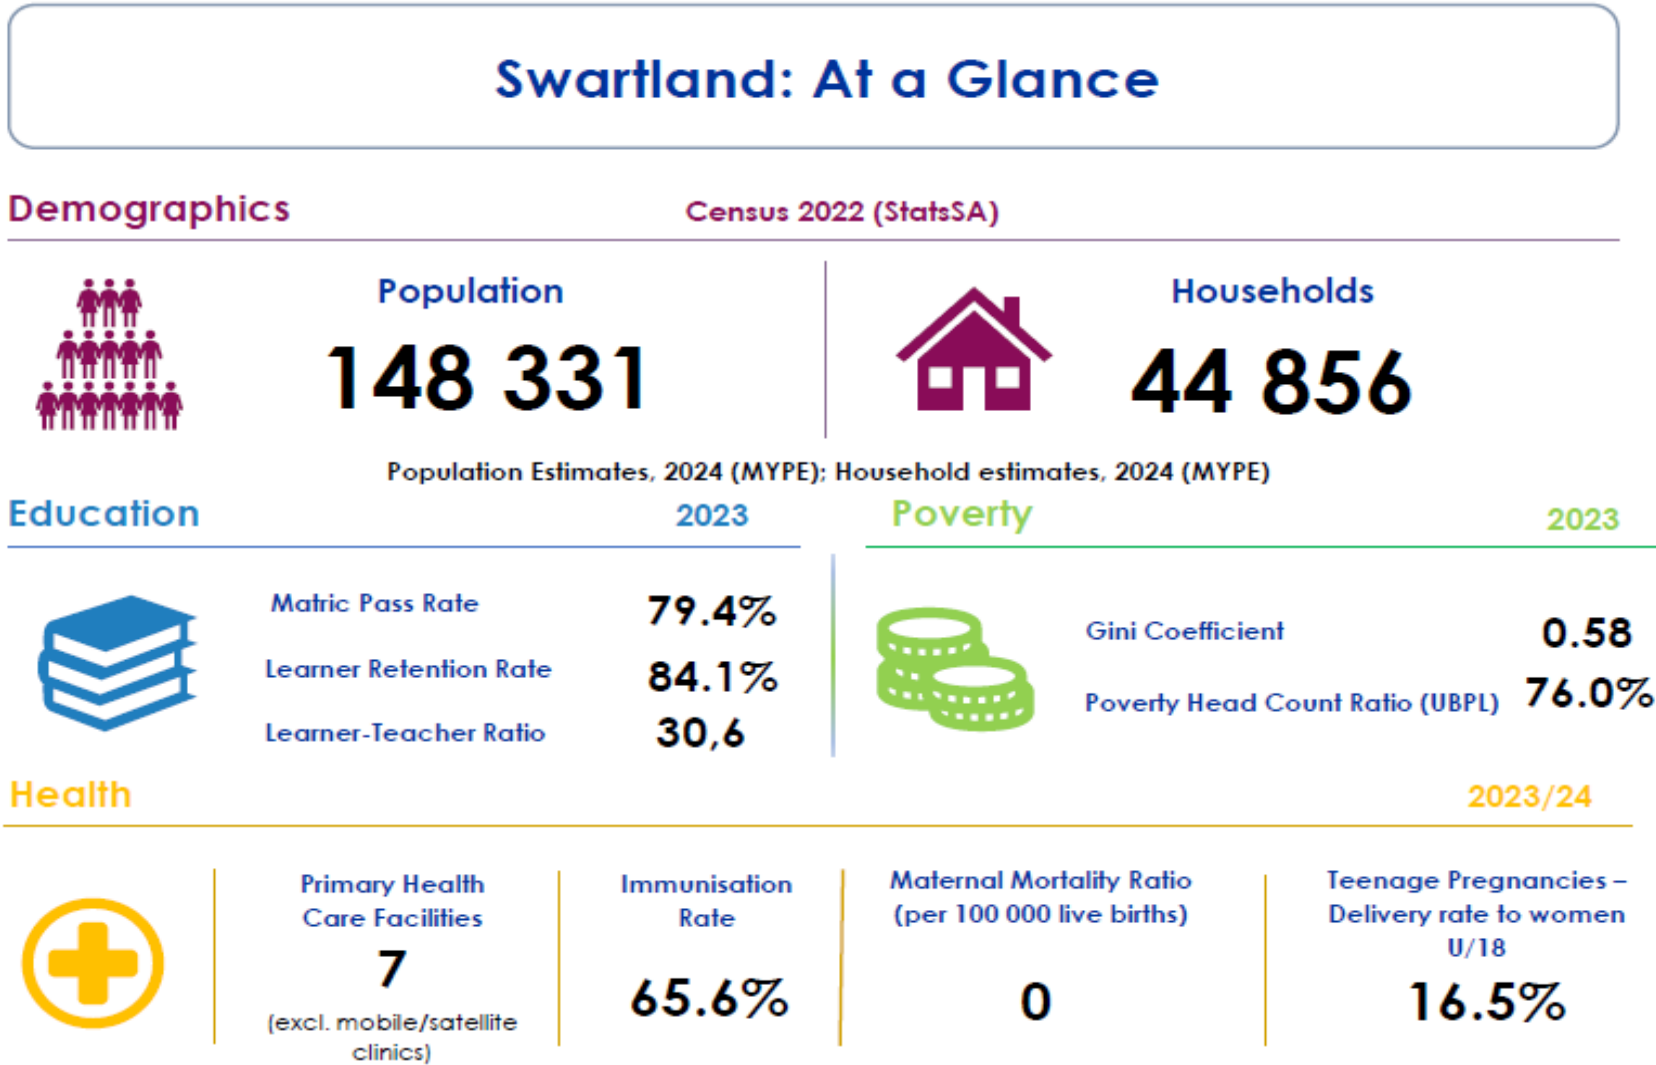 Swartland: At a Glance
Demographics Census 2022 (StatsSA)
Population Households
148 331 44 856
Population Estimates, 2024 (MYPE); Household estimates, 2024 (MYPE)
Education 2023 Poverty 2023
Matric Pass Rate 79.4%
Learner Retention Rate 84.1%
Learner-Teacher Ratio 30,6
Gini Coefficient 0.58
Poverty Head Count Ratio (UBPL) 76.0%
Health 2023/24
Primary Health
Care Facilities
7
(excl. mobile/satellite
clinics)
Immunisation
Rate
65.6%
Maternal Mortality Ratio
(per 100 000 live births)
0
Teenage Pregnancies –
Delivery rate to women
U/18
16.5%